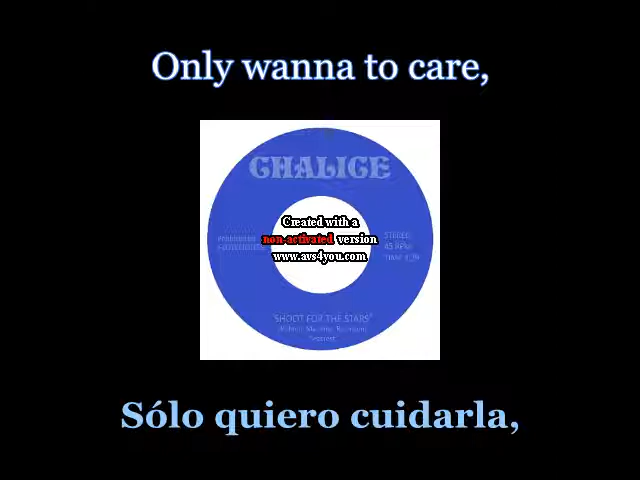 Only wanna to care,
CHALICE
Created with a
non-activated version
www.avs4you.com
STEREO
45 RPM
"SHOOT FOR THE STARS"
Sólo quiero cuidarla,